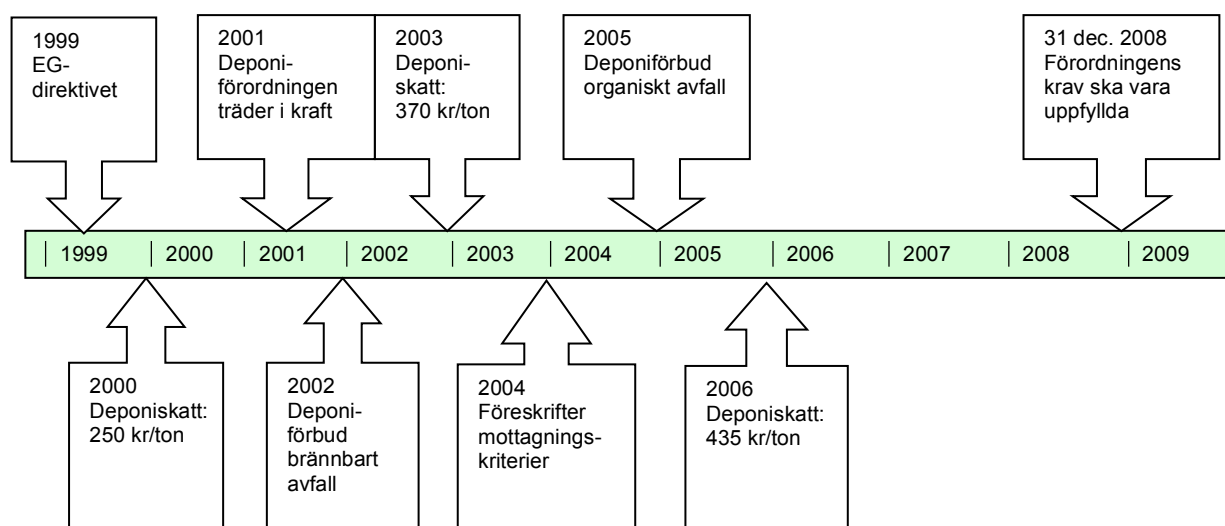 1999
EG-
direktivet
2001
Deponi-
förordningen
träder i kraft
2003
Deponi-
skatt:
370 kr/ton
2005
Deponiförbud
organiskt avfall
31 dec. 2008
Förordningens
krav ska vara
uppfyllda
| 1999 | 2000 | 2001 | 2002 | 2003 | 2004 | 2005 | 2006 | 2007 | 2008 | 2009
2000
Deponiskatt:
250 kr/ton
2002
Deponi-
förbud
brännbart
avfall
2004
Föreskrifter
mottagnings-
kriterier
2006
Deponiskatt:
435 kr/ton